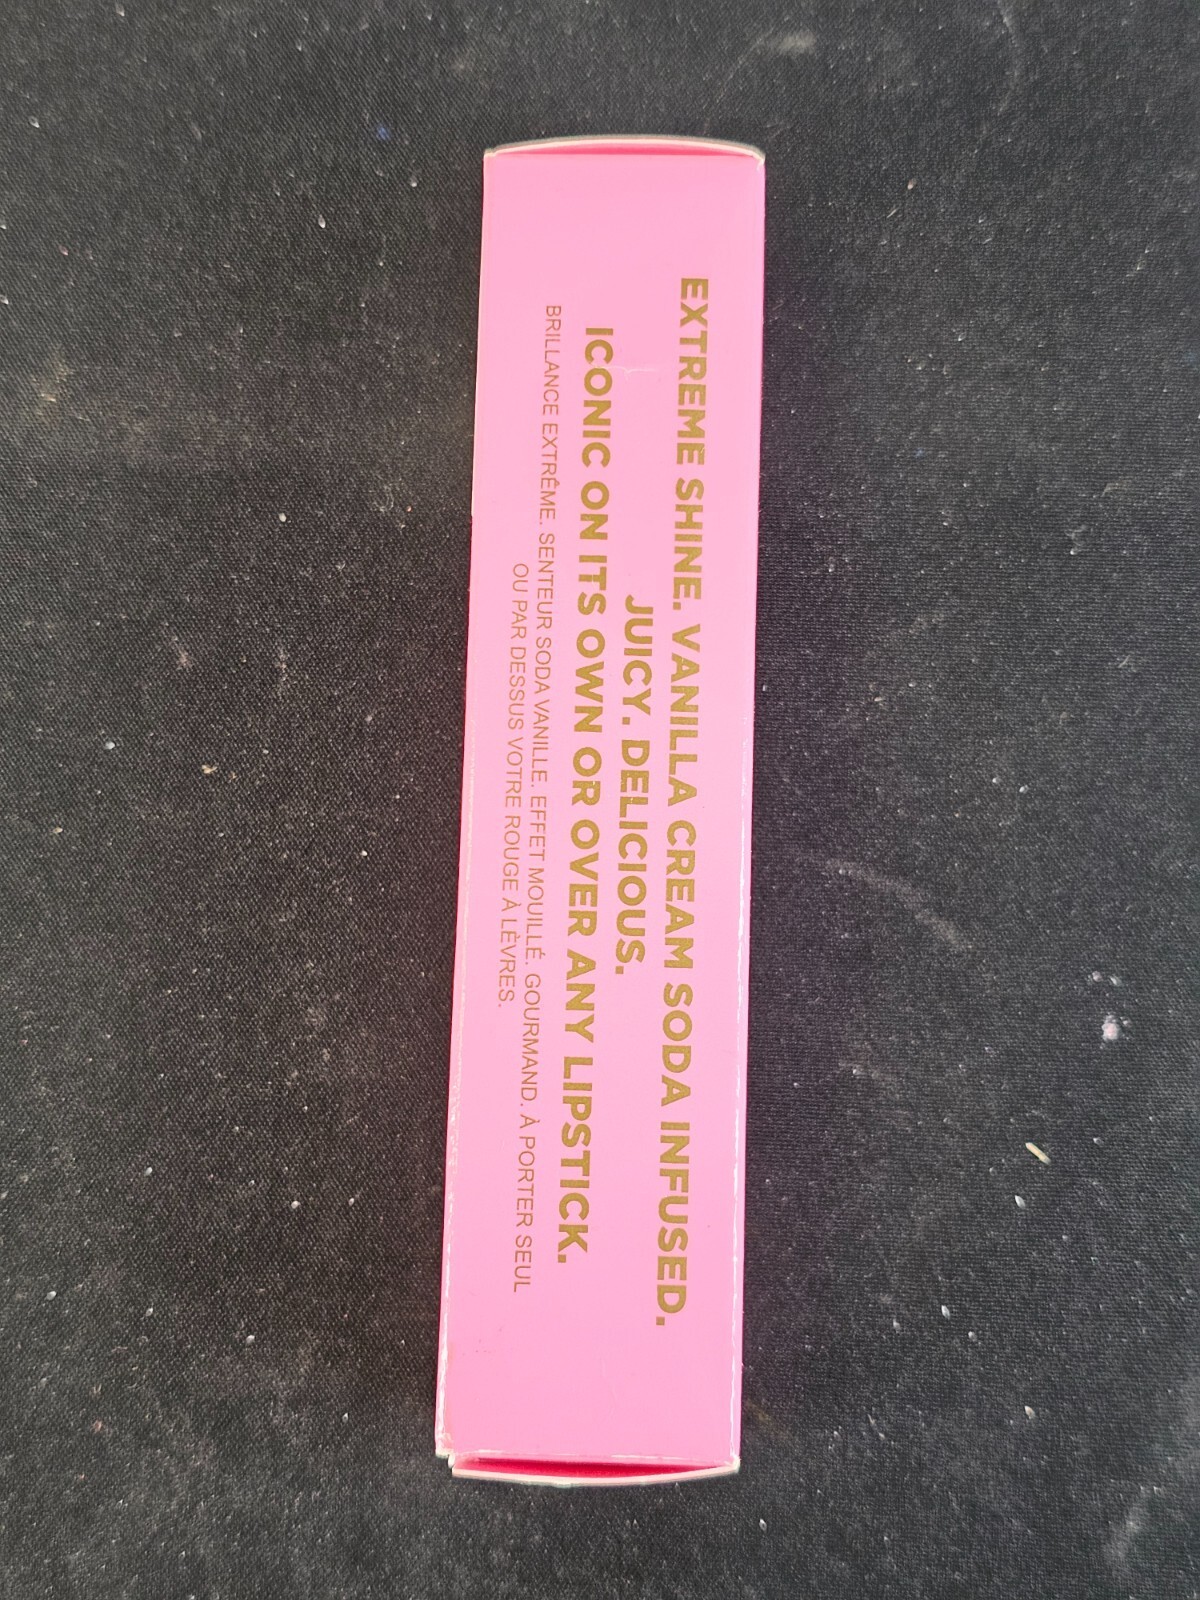 EXTREME SHINE. VANILLA CREAM SODA INFUSED.
JUICY. DELICIOUS.
ICONIC ON ITS OWN OR OVER ANY LIPSTICK.
BRILLANCE EXTRÊME. SENTEUR SODA VANILLE. EFFET MOUILLÉ. GOURMAND. À PORTER SEUL
OU PAR DESSUS VOTRE ROUGE À LÈVRES.